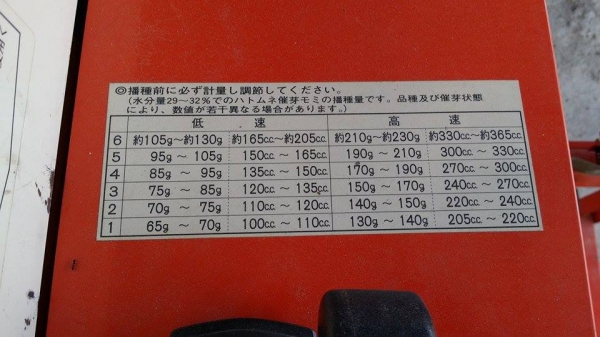 ◎播種前に必ず計量し調節してください。
(水分量29～32%でのハトムネ催芽モミの播種量です。品種及び催芽状態
により、数値が若干異なる場合があります。)
低 速 高 速
6 約105g～約130g 約165cc～約205cc 約210g～約230g 約330cc～約365cc
5 95g ～ 105g 150cc ～ 165cc 190g ～ 210g 300cc ～ 330cc
4 85g ～ 95g 135cc ～ 150cc 170g ～ 190g 270cc ～ 300cc
3 75g ～ 85g 120cc ～ 135cc 150g ～ 170g 240cc ～ 270cc
2 70g ～ 75g 110cc ～ 120cc 140g ～ 150g 220cc ～ 240cc
1 65g ～ 70g 100cc ～ 110cc 130g ～ 140g 205cc ～ 220cc